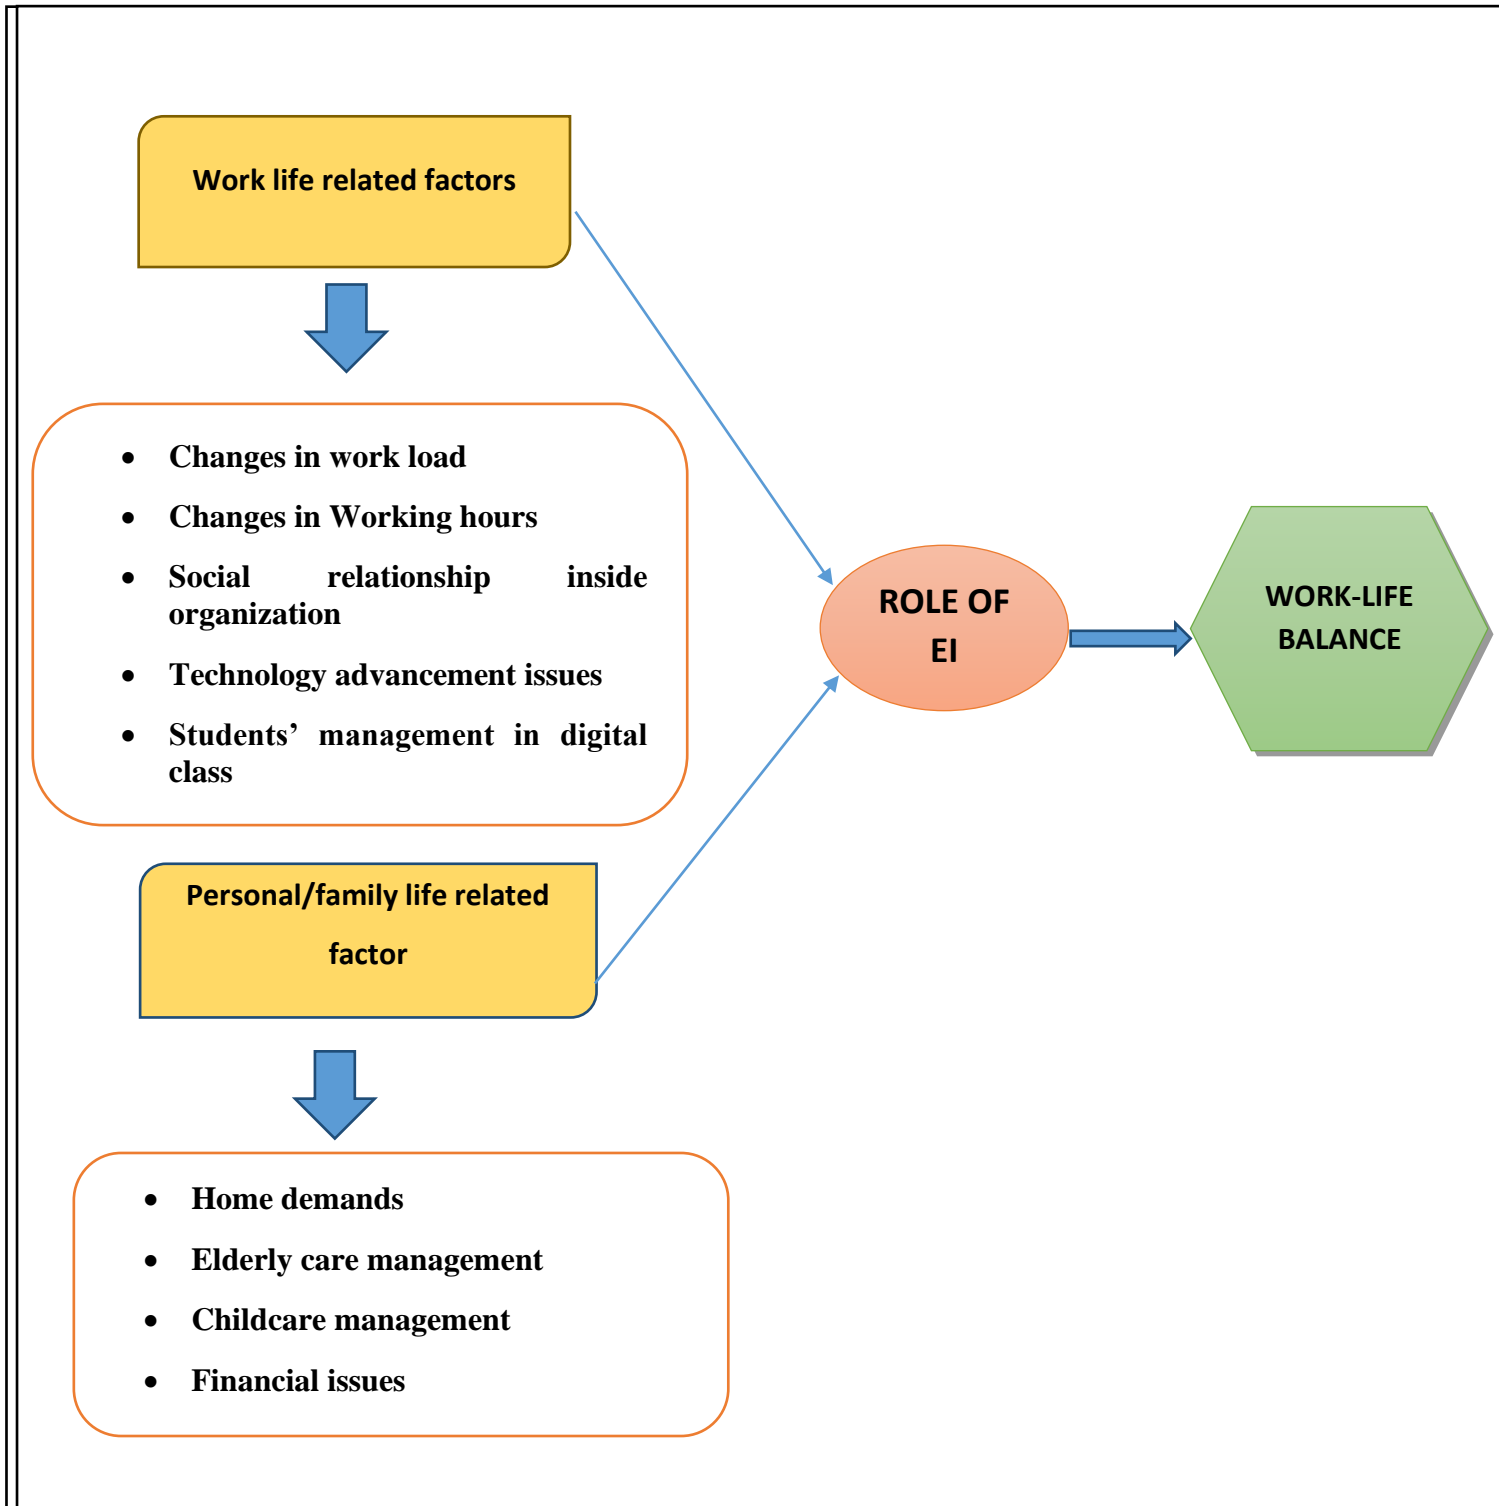 Work life related factors
• Changes in work load
• Changes in Working hours
• Social relationship inside
organization
• Technology advancement issues
• Students’ management in digital
class
ROLE OF
EI
WORK-LIFE
BALANCE
Personal/family life related
factor
• Home demands
• Elderly care management
• Childcare management
• Financial issues